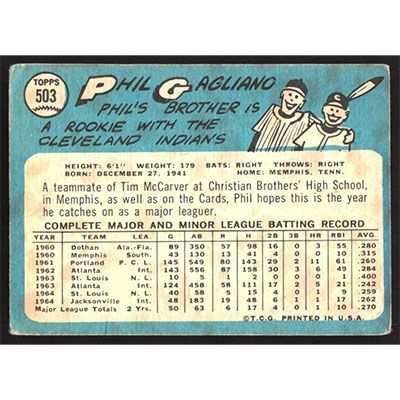 TOPPS
503
PHIL GAGLIANO
PHIL'S BROTHER IS
A ROOKIE WITH THE
CLEVELAND INDIANS
C
HEIGHT: 6'1" WEIGHT: 179 BATS: RIGHT THROWS: RIGHT
BORN: DECEMBER 27, 1941 HOME: MEMPHIS, TENN.
A teammate of Tim McCarver at Christian Brothers' High School,
in Memphis, as well as on the Cards, Phil hopes this is the year
he catches on as a major leaguer.
COMPLETE MAJOR AND MINOR LEAGUE BATTING RECORD
YEAR TEAM LEA. G AB R H 2B 3B HR RBI AVG.
1960 Dothan Ala.-Fla. 89 350 57 98 16 0 3 55 .280
1960 Memphis South. 43 130 13 41 4 0 0 10 .315
1961 Portland P.C.L. 145 549 80 143 29 2 11 61 .260
1962 Atlanta Int. 143 556 87 158 30 3 6 49 .284
1963 St. Louis N.L. 10 5 1 2 0 0 0 1 .400
1963 Atlanta Int. 124 458 58 111 17 2 5 21 .242
1964 St. Louis N.L. 40 58 5 15 4 0 1 9 .259
1964 Jacksonville Int. 48 183 19 48 6 1 2 17 .262
Major League Totals 2 Yrs. 50 63 6 17 4 0 1 10 .270
©T.C.G. PRINTED IN U.S.A.